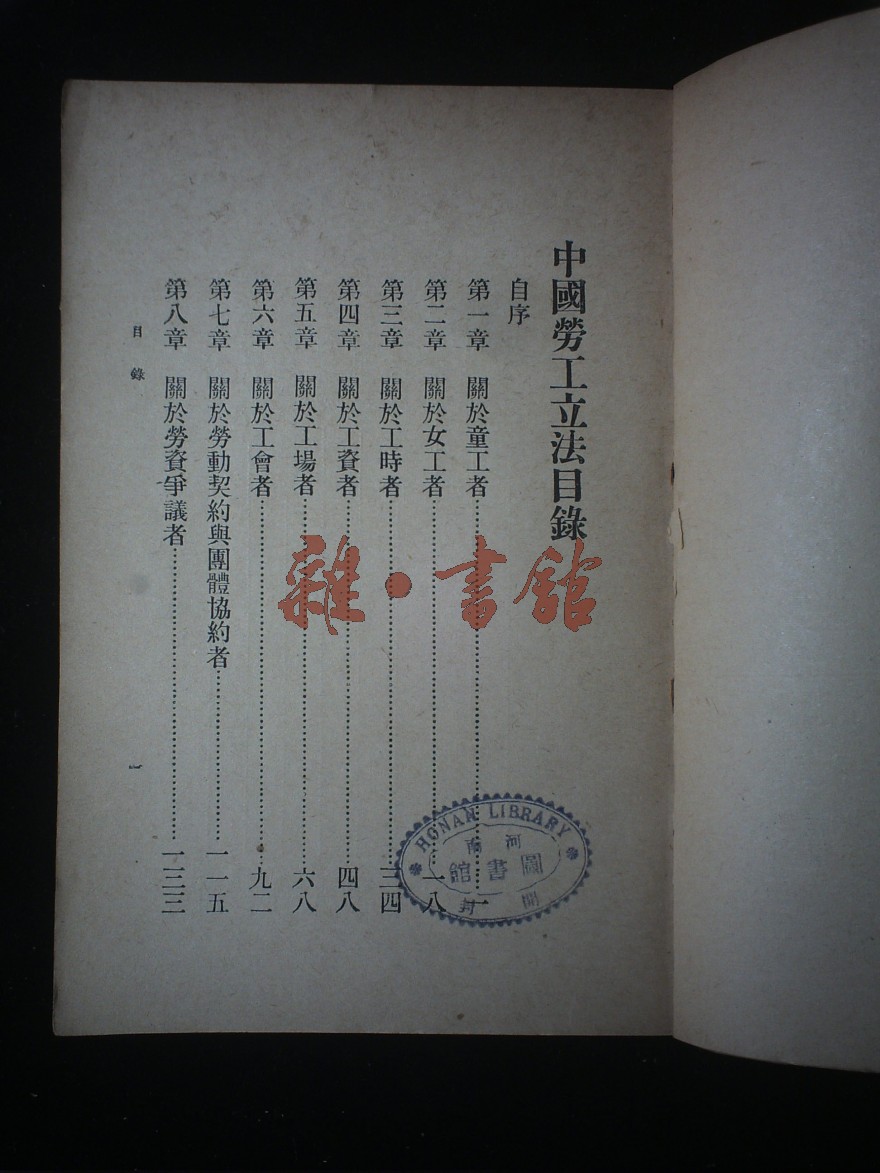 中國勞工立法目錄
自序
第一章 關於童工者……一
第二章 關於女工者……一八
第三章 關於工時者……三四
第四章 關於工資者……四八
第五章 關於工場者……六八
第六章 關於工會者……九二
第七章 關於勞動契約與團體協約者……一一五
第八章 關於勞資爭議者……一三三
目錄
一
雜·書館
HONAN LIBRARY
河南
圖書館
開封